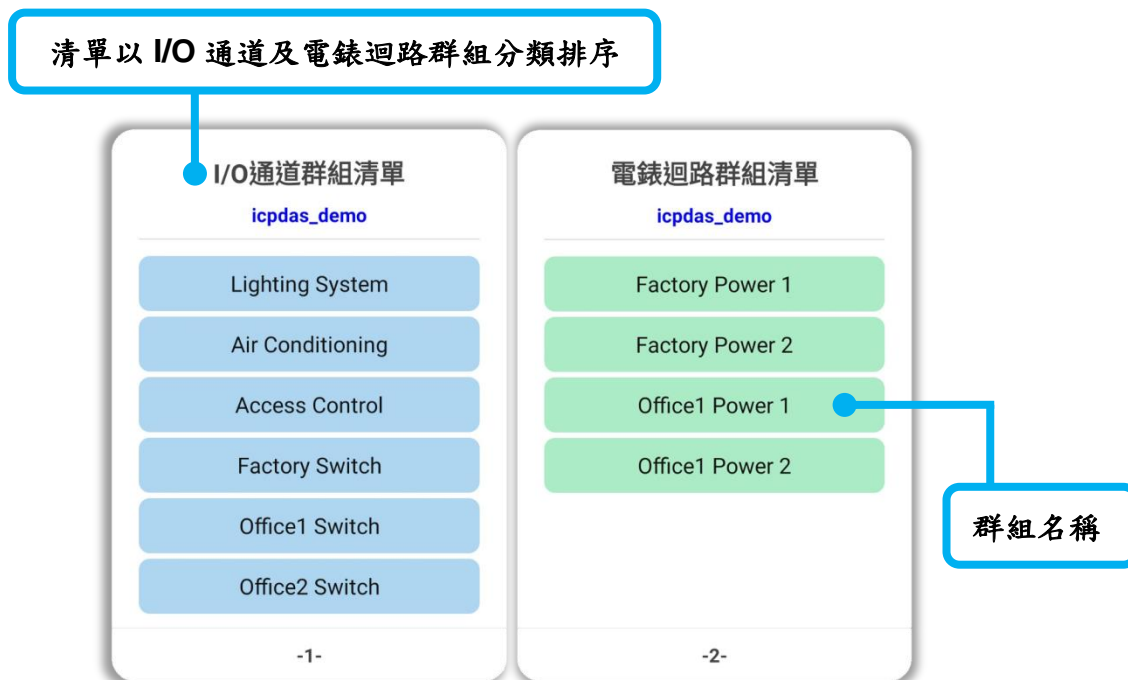 清單以 I/O 通道及電錶迴路群組分類排序
I/O通道群組清單
icpdas_demo
Lighting System
Air Conditioning
Access Control
Factory Switch
Office1 Switch
Office2 Switch
-1-
電錶迴路群組清單
icpdas_demo
Factory Power 1
Factory Power 2
Office1 Power 1
Office1 Power 2
-2-
群組名稱